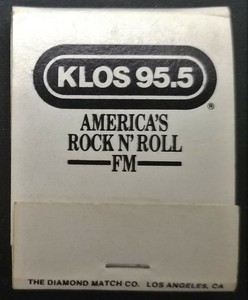 KLOS 95.5
®
AMERICA'S
ROCK N' ROLL
FM
THE DIAMOND MATCH CO. LOS ANGELES, CA